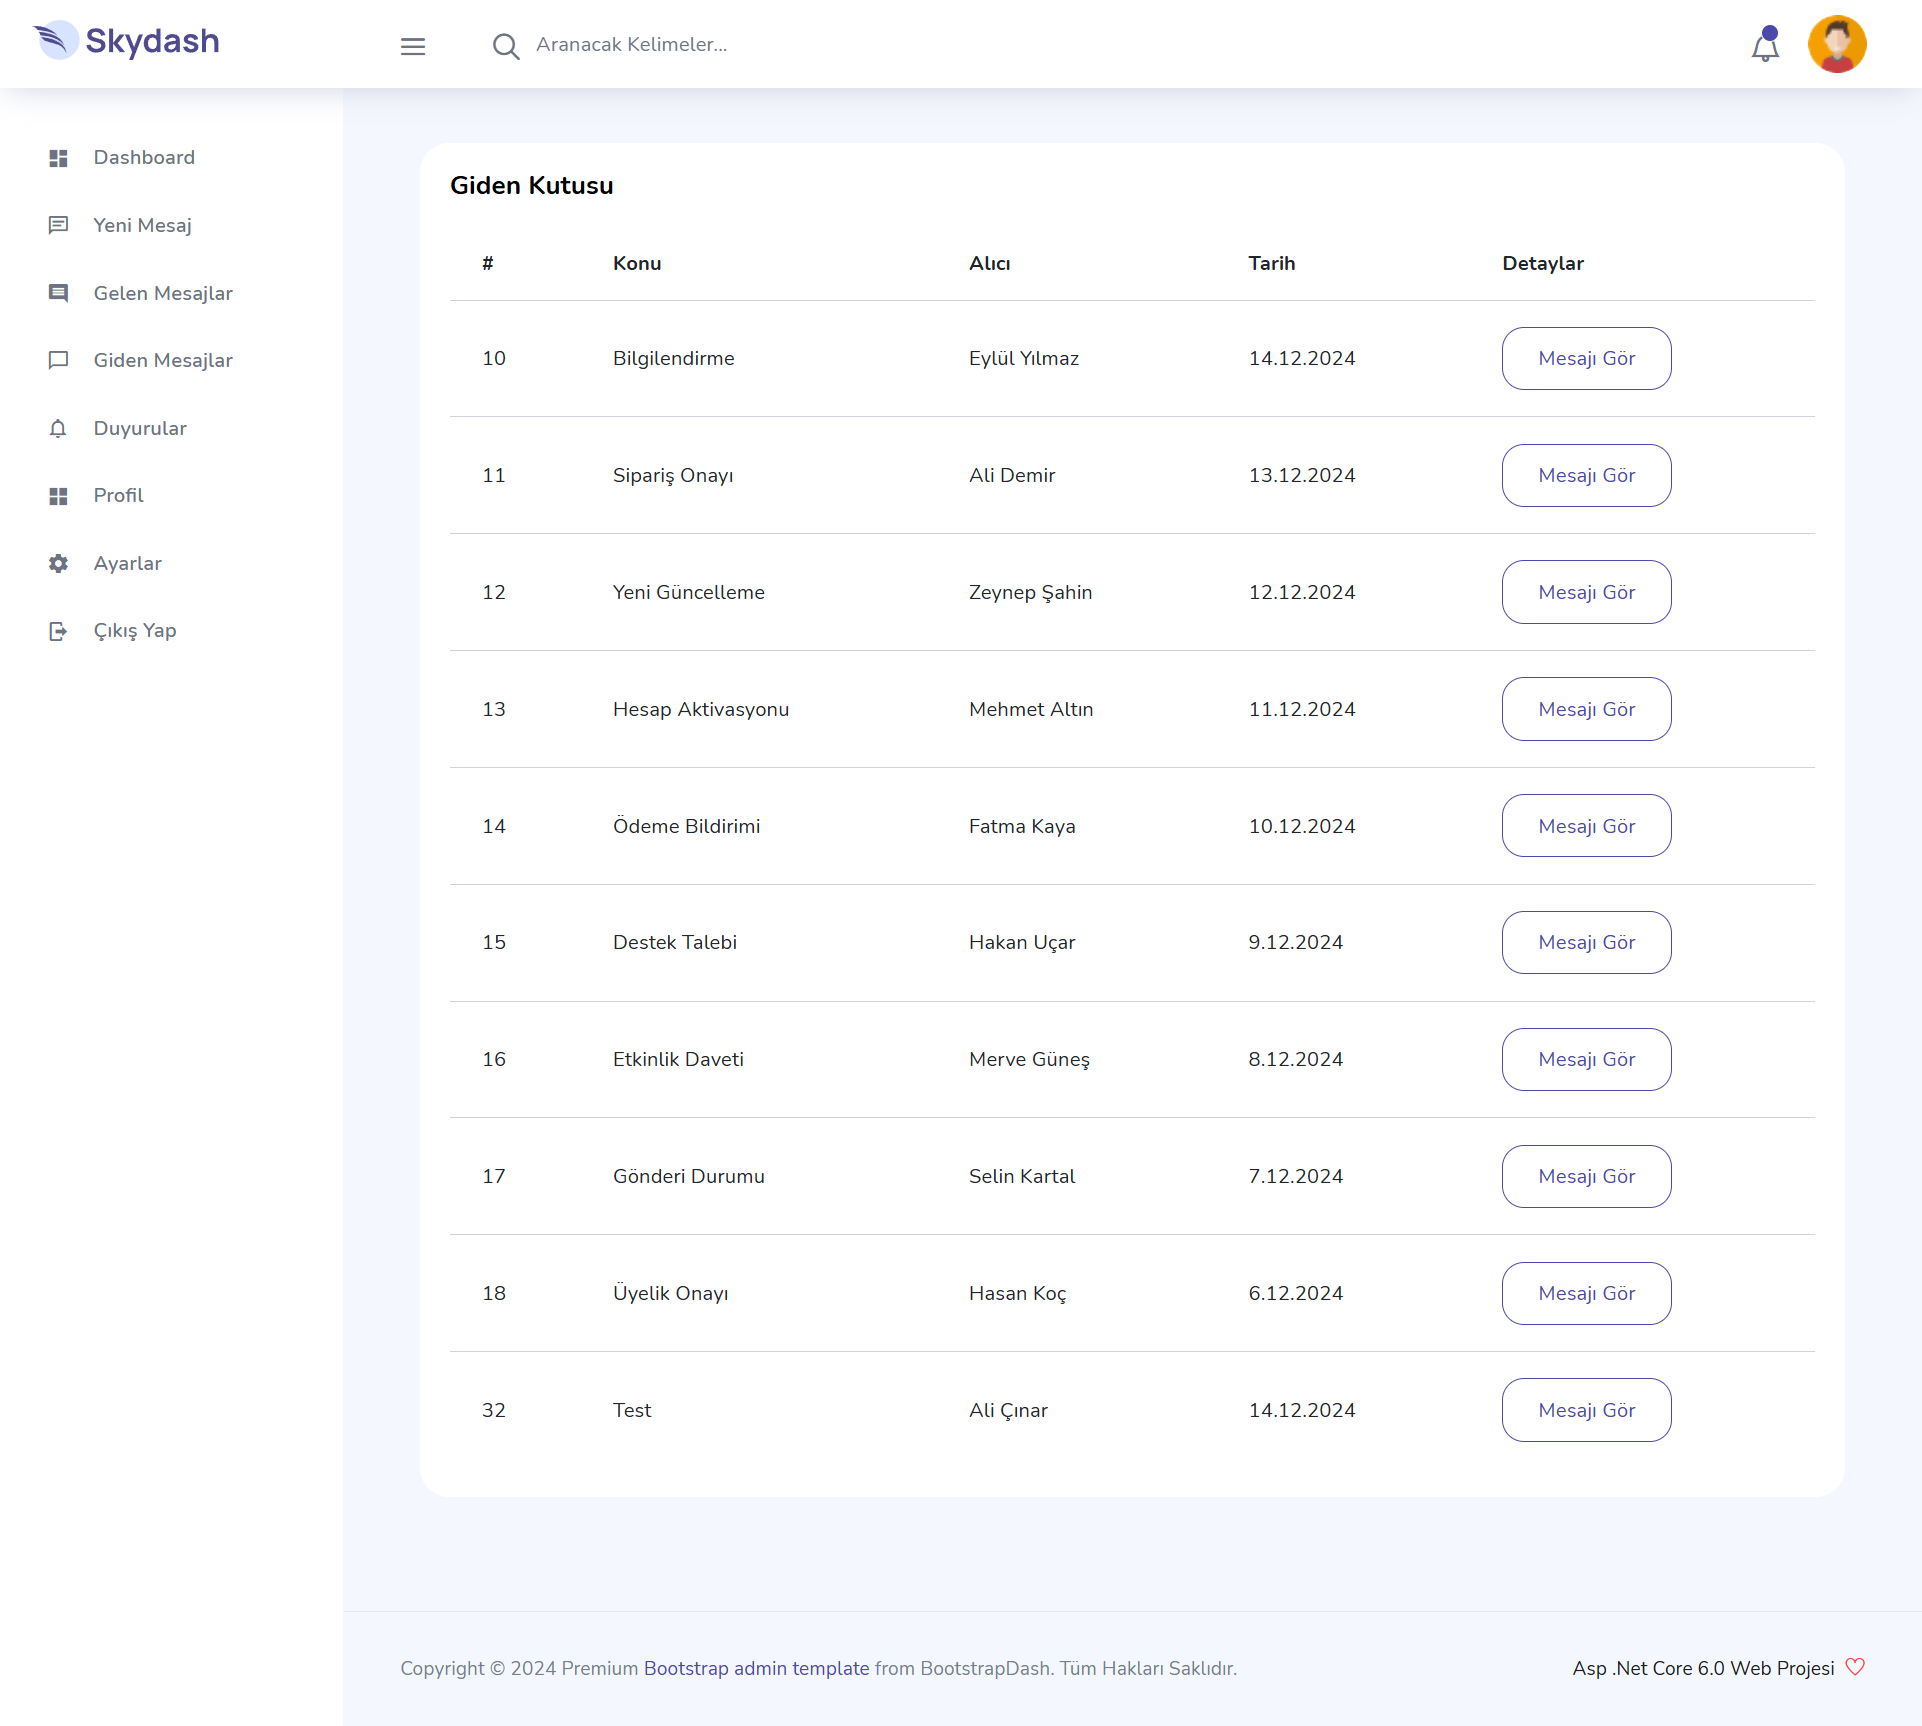 Skydash
Aranacak Kelimeler...
Dashboard
Yeni Mesaj
Gelen Mesajlar
Giden Mesajlar
Duyurular
Profil
Ayarlar
Çıkış Yap
Giden Kutusu
# Konu Alıcı Tarih Detaylar
10 Bilgilendirme Eylül Yılmaz 14.12.2024 Mesajı Gör
11 Sipariş Onayı Ali Demir 13.12.2024 Mesajı Gör
12 Yeni Güncelleme Zeynep Şahin 12.12.2024 Mesajı Gör
13 Hesap Aktivasyonu Mehmet Altın 11.12.2024 Mesajı Gör
14 Ödeme Bildirimi Fatma Kaya 10.12.2024 Mesajı Gör
15 Destek Talebi Hakan Uçar 9.12.2024 Mesajı Gör
16 Etkinlik Daveti Merve Güneş 8.12.2024 Mesajı Gör
17 Gönderi Durumu Selin Kartal 7.12.2024 Mesajı Gör
18 Üyelik Onayı Hasan Koç 6.12.2024 Mesajı Gör
32 Test Ali Çınar 14.12.2024 Mesajı Gör
Copyright © 2024 Premium Bootstrap admin template from BootstrapDash. Tüm Hakları Saklıdır.
Asp .Net Core 6.0 Web Projesi